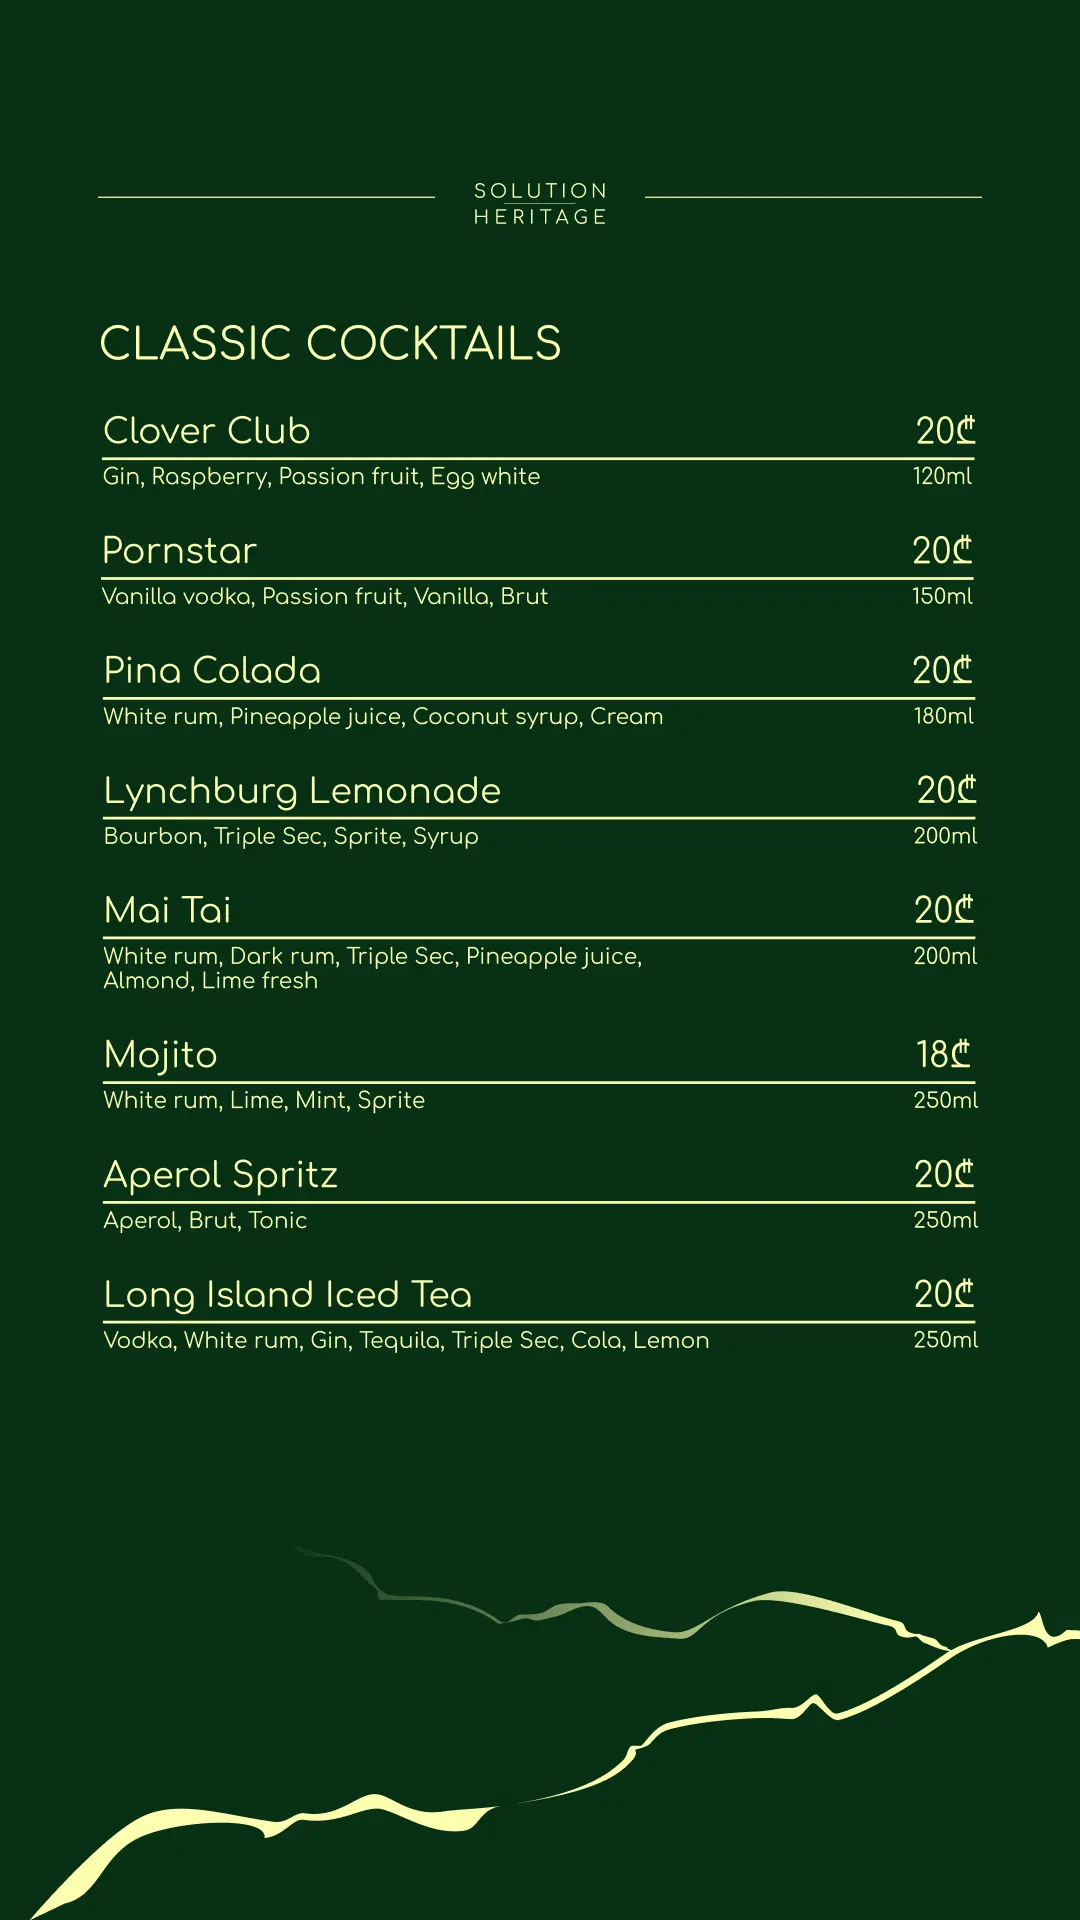 SOLUTION
HERITAGE
CLASSIC COCKTAILS
Clover Club 20₾
Gin, Raspberry, Passion fruit, Egg white 120ml
Pornstar 20₾
Vanilla vodka, Passion fruit, Vanilla, Brut 150ml
Pina Colada 20₾
White rum, Pineapple juice, Coconut syrup, Cream 180ml
Lynchburg Lemonade 20₾
Bourbon, Triple Sec, Sprite, Syrup 200ml
Mai Tai 20₾
White rum, Dark rum, Triple Sec, Pineapple juice, 200ml
Almond, Lime fresh
Mojito 18₾
White rum, Lime, Mint, Sprite 250ml
Aperol Spritz 20₾
Aperol, Brut, Tonic 250ml
Long Island Iced Tea 20₾
Vodka, White rum, Gin, Tequila, Triple Sec, Cola, Lemon 250ml